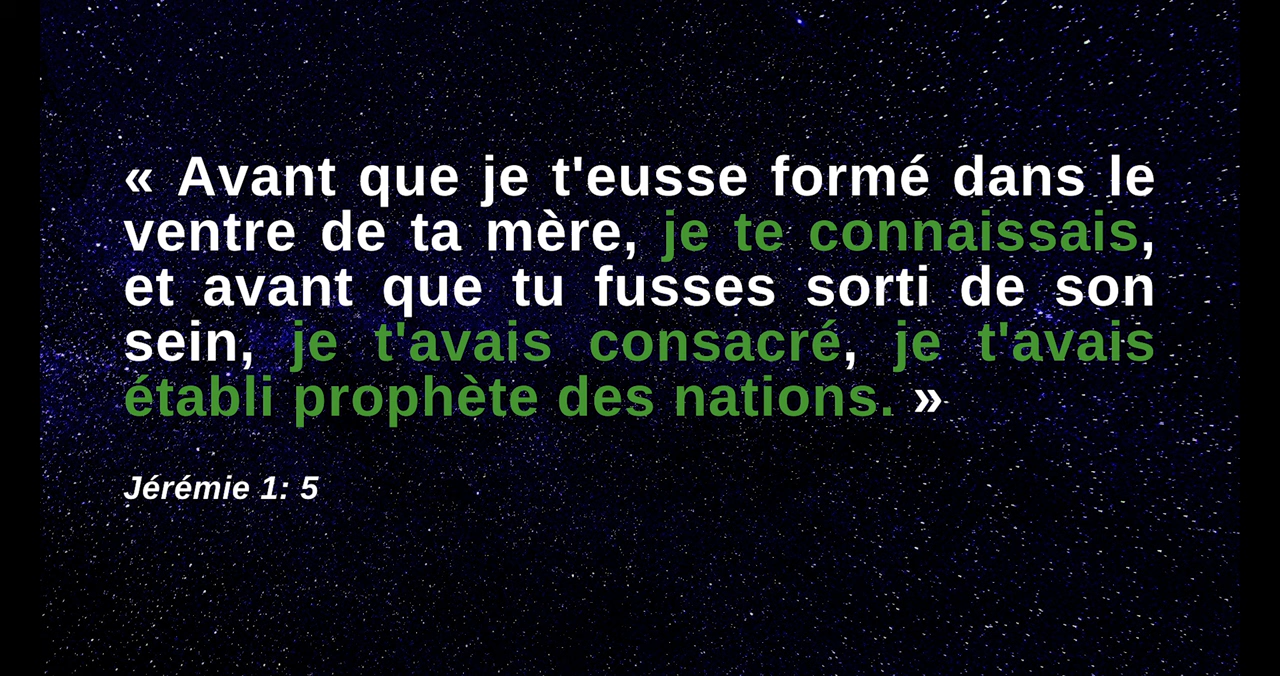 « Avant que je t'eusse formé dans le
ventre de ta mère, je te connaissais,
et avant que tu fusses sorti de son
sein, je t'avais consacré, je t'avais
établi prophète des nations. »
Jérémie 1: 5